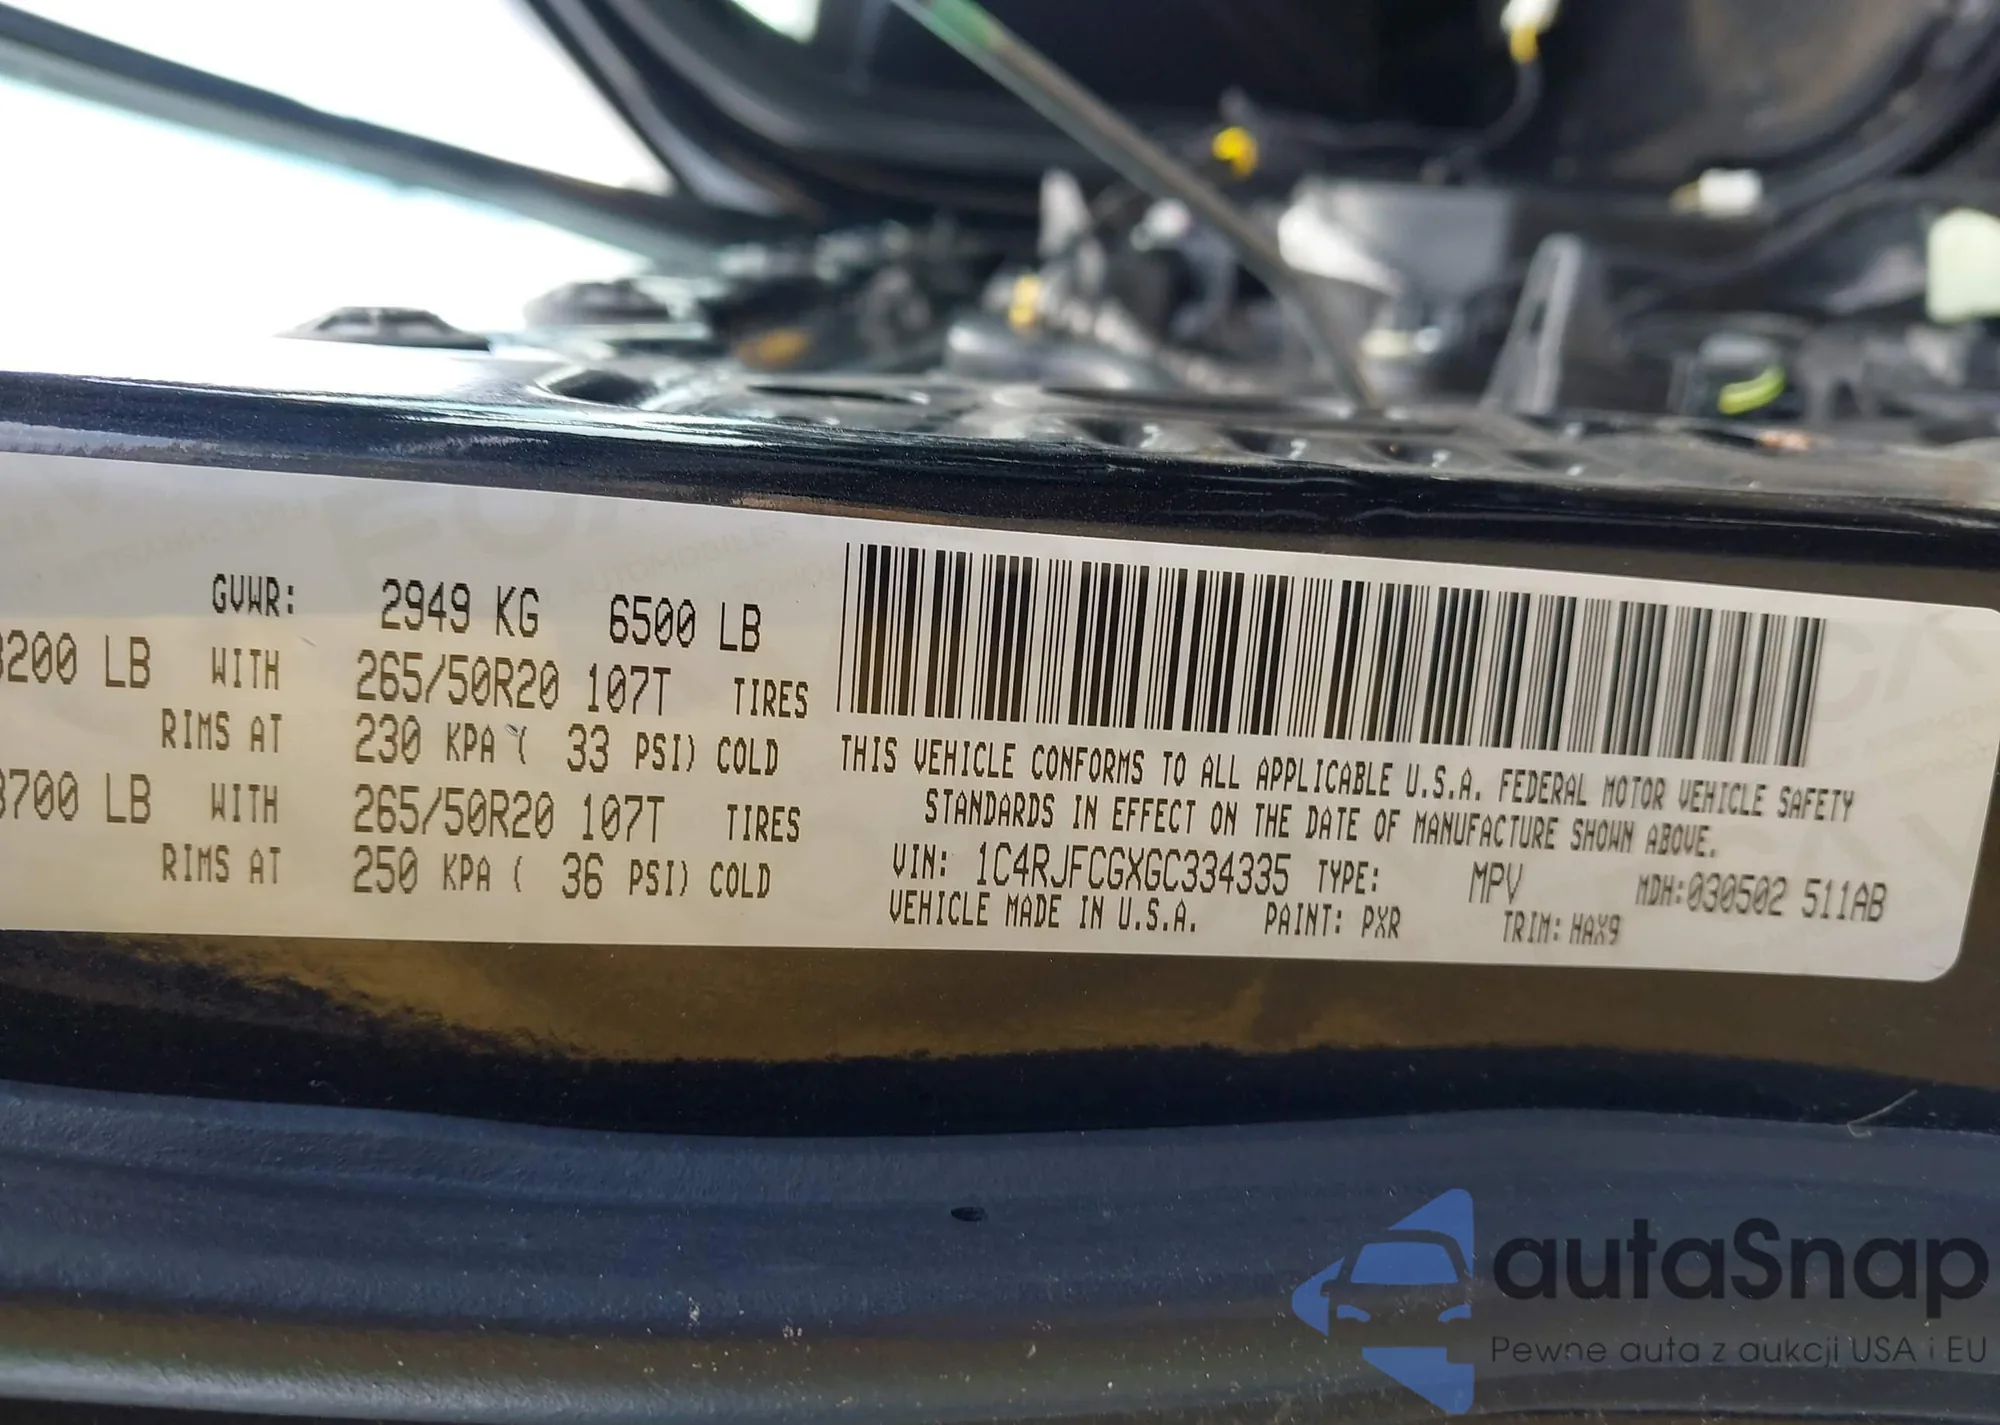 GVWR: 2949 KG 6500 LB
3200 LB WITH 265/50R20 107T TIRES
RIMS AT 230 KPA ( 33 PSI) COLD
3700 LB WITH 265/50R20 107T TIRES
RIMS AT 250 KPA ( 36 PSI) COLD
THIS VEHICLE CONFORMS TO ALL APPLICABLE U.S.A. FEDERAL MOTOR VEHICLE SAFETY
STANDARDS IN EFFECT ON THE DATE OF MANUFACTURE SHOWN ABOVE.
VIN: 1C4RJFCGXGC334335 TYPE: MPV MDH:030502 511AB
VEHICLE MADE IN U.S.A. PAINT: PXR TRIM: HAX9
autaSnap
Pewne auta z aukcji USA i EU